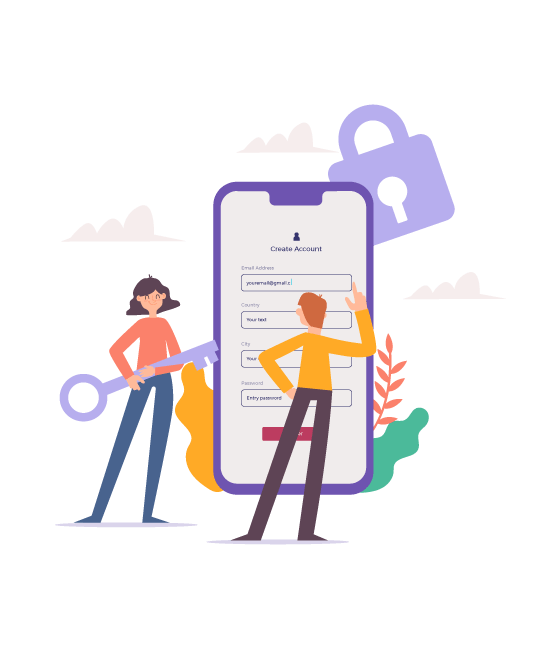 Create Account
Email Address
youremail@gmail.c
Country
Your text
City
Your
Password
Entry password